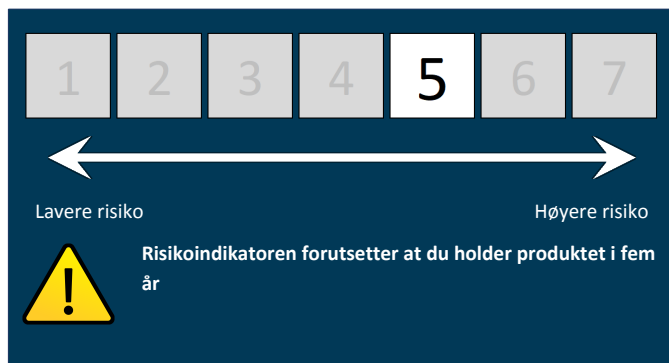 1 2 3 4 5 6 7
Lavere risiko Høyere risiko
Risikoindikatoren forutsetter at du holder produktet i fem
år